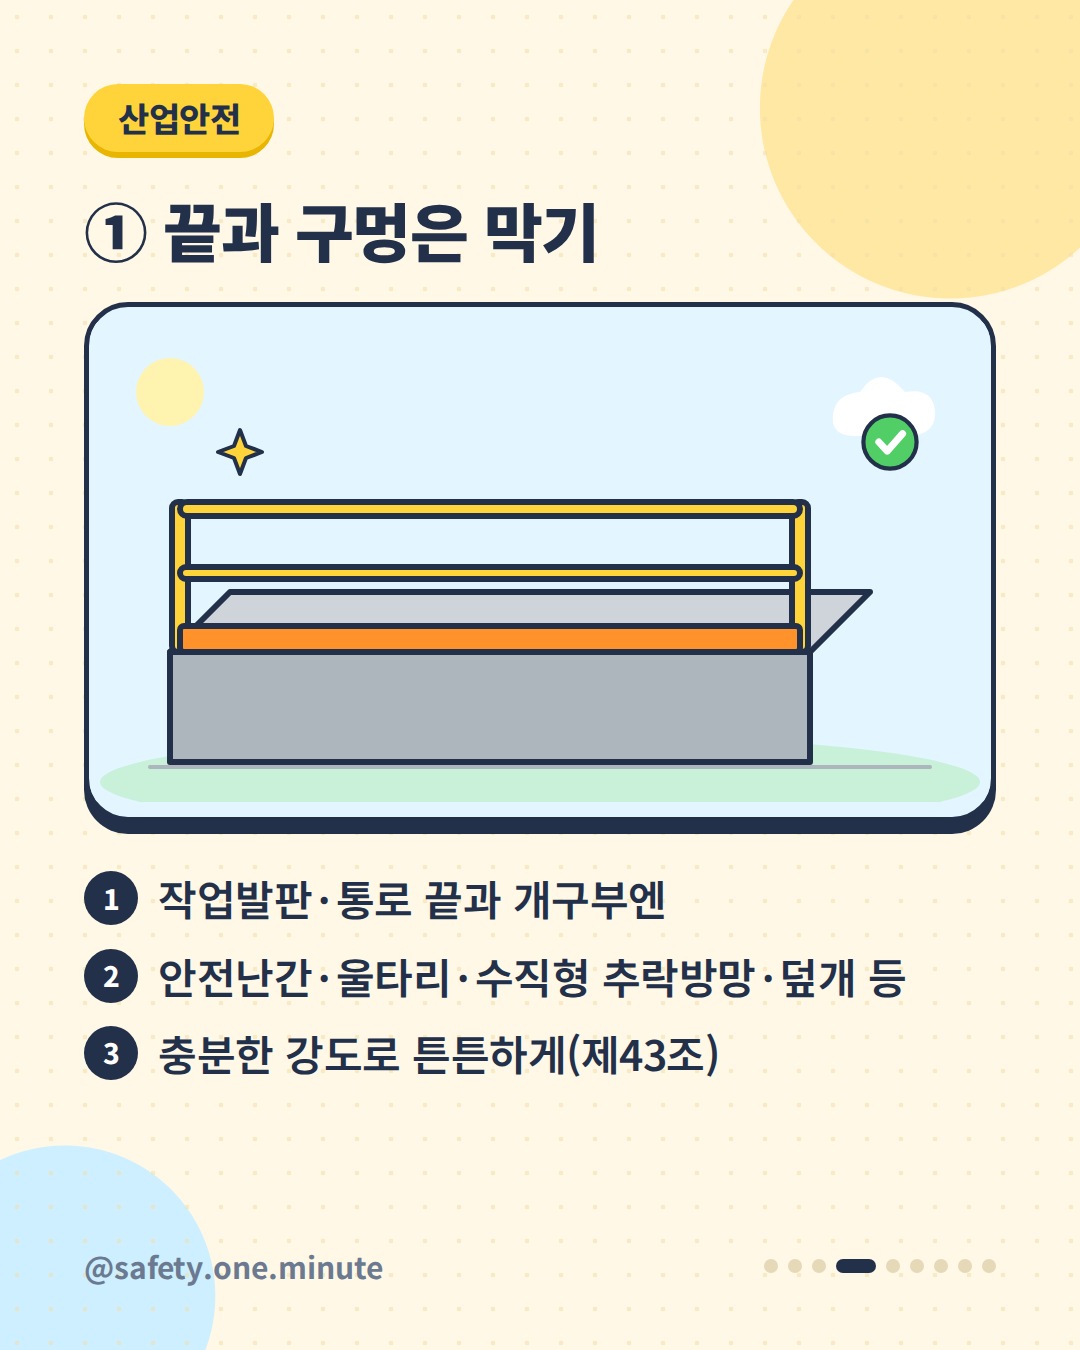 산업안전
① 끝과 구멍은 막기
1 작업발판·통로 끝과 개구부엔
2 안전난간·울타리·수직형 추락방망·덮개 등
3 충분한 강도로 튼튼하게(제43조)
@safety.one.minute